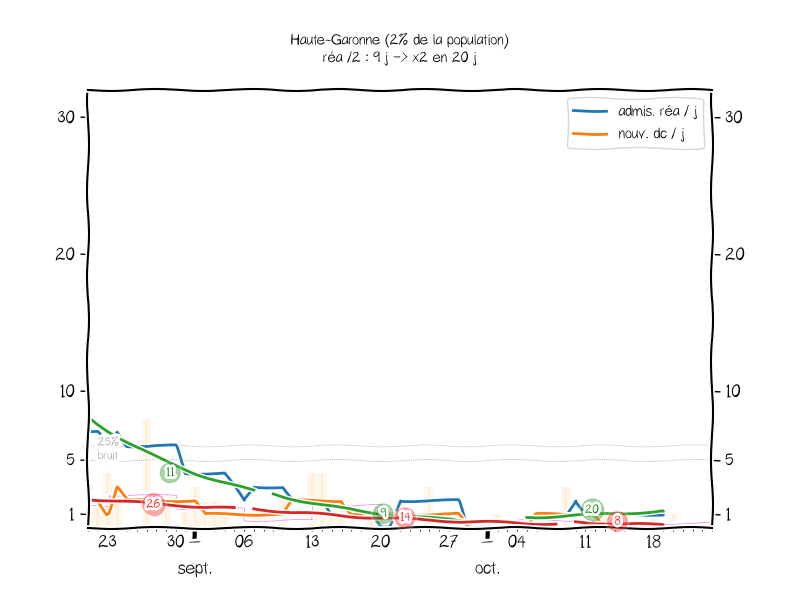 Haute-Garonne (2% de la population)
réa /2 : 9 j -> x2 en 20 j
admis. réa / j
nouv. dc / j
30
30
20
20
10
10
25%
bruit
5
5
11
26
9
14
20
8
1
1
23 30 06 13 20 27 04 11 18
sept. oct.